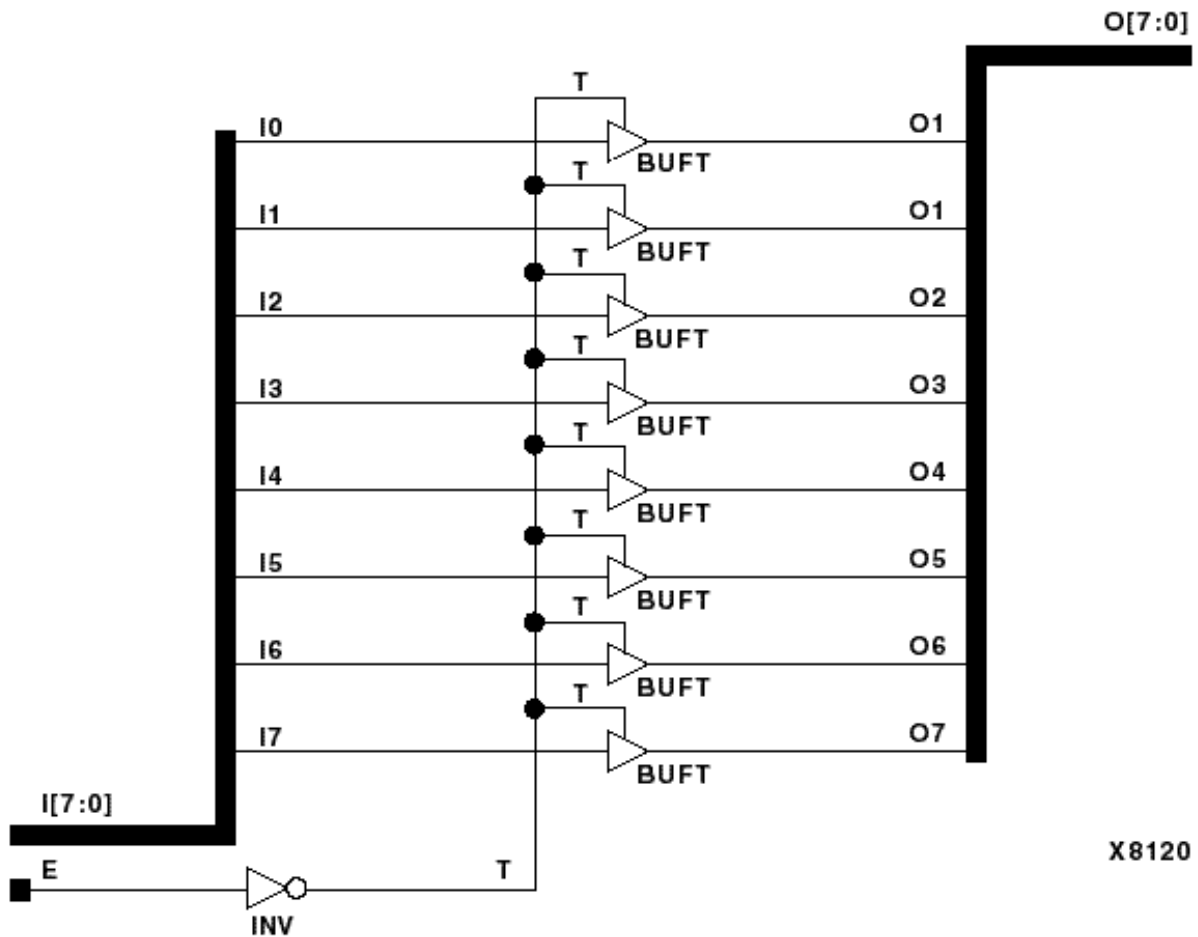 O[7:0]
T
I0 O1
BUFT
T
I1 O1
BUFT
T
I2 O2
BUFT
T
I3 O3
BUFT
T
I4 O4
BUFT
T
I5 O5
BUFT
T
I6 O6
BUFT
T
I7 O7
BUFT
I[7:0]
X8120
E T
INV